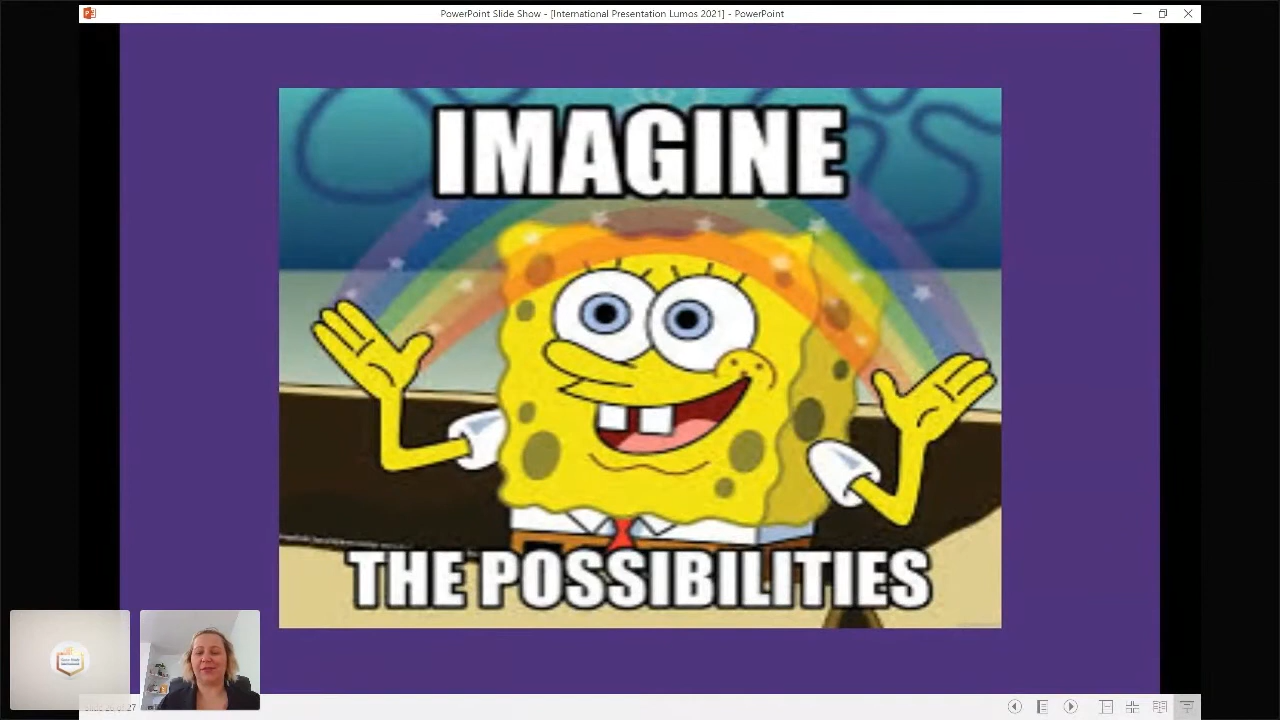 PowerPoint Slide Show - [International Presentation Lumos 2021] - PowerPoint
IMAGINE
THE POSSIBILITIES